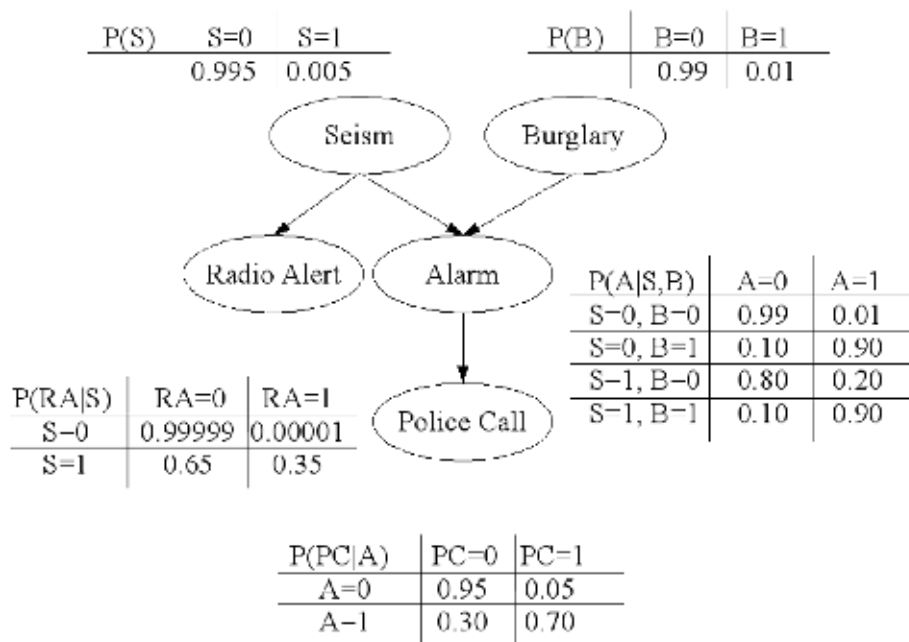 P(S) S=0 S=1
0.995 0.005
P(B) B=0 B=1
0.99 0.01
Seism
Burglary
Radio Alert
Alarm
P(A|S,B) A=0 A=1
S=0, B=0 0.99 0.01
S=0, B=1 0.10 0.90
S=1, B=0 0.80 0.20
S=1, B=1 0.10 0.90
P(RA|S) RA=0 RA=1
S=0 0.99999 0.00001
S=1 0.65 0.35
Police Call
P(PC|A) PC=0 PC=1
A=0 0.95 0.05
A=1 0.30 0.70